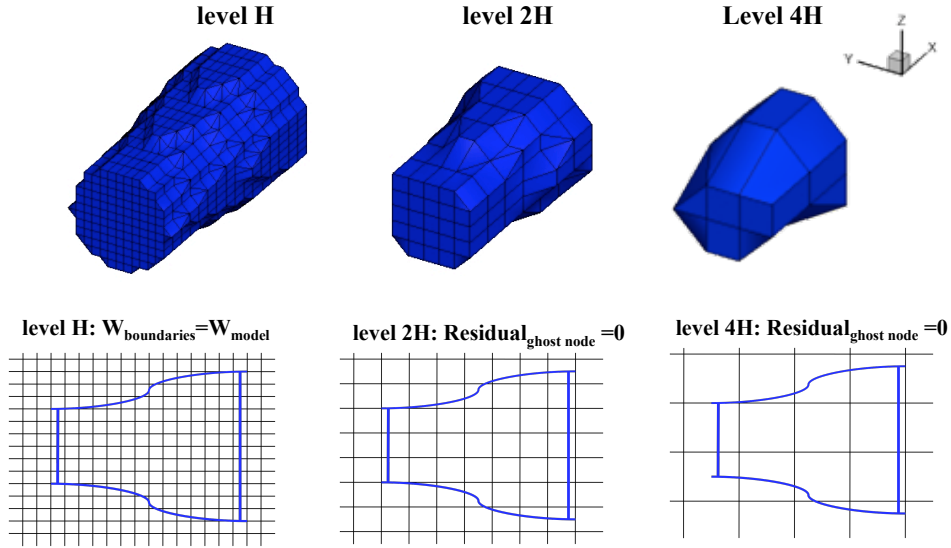 level H
level 2H
Level 4H
Z
Y
X
level H: W_boundaries=W_model
level 2H: Residual_ghost node =0
level 4H: Residual_ghost node =0